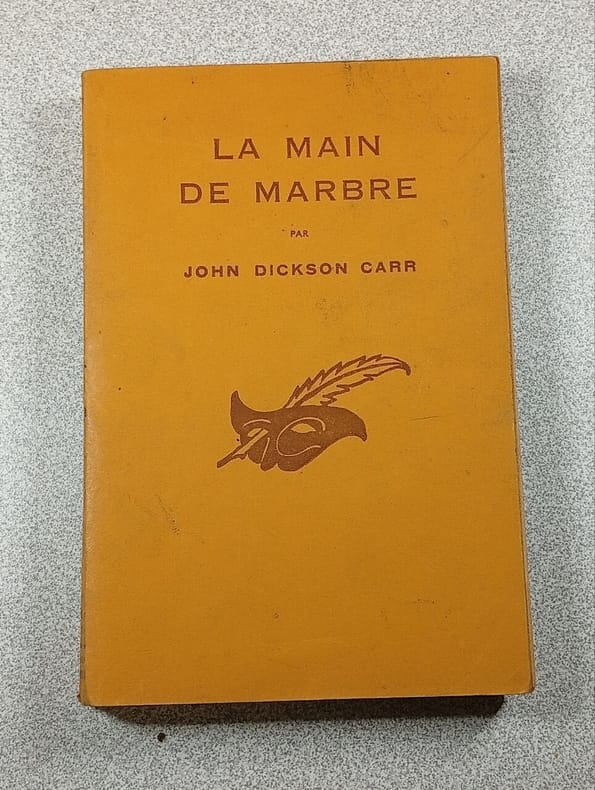 LA MAIN
DE MARBRE
PAR
JOHN DICKSON CARR